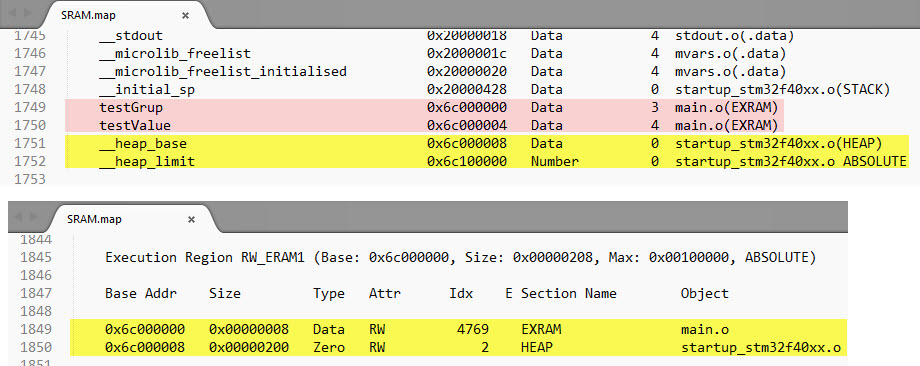 SRAM.map ×
1745 __stdout 0x20000018 Data 4 stdout.o(.data)
1746 __microlib_freelist 0x2000001c Data 4 mvars.o(.data)
1747 __microlib_freelist_initialised 0x20000020 Data 4 mvars.o(.data)
1748 __initial_sp 0x20000428 Data 0 startup_stm32f40xx.o(STACK)
1749 testGrup 0x6c000000 Data 3 main.o(EXRAM)
1750 testValue 0x6c000004 Data 4 main.o(EXRAM)
1751 __heap_base 0x6c000008 Data 0 startup_stm32f40xx.o(HEAP)
1752 __heap_limit 0x6c100000 Number 0 startup_stm32f40xx.o ABSOLUTE
1753
SRAM.map ×
1844
1845 Execution Region RW_ERAM1 (Base: 0x6c000000, Size: 0x00000208, Max: 0x00100000, ABSOLUTE)
1846
1847 Base Addr Size Type Attr Idx E Section Name Object
1848
1849 0x6c000000 0x00000008 Data RW 4769 EXRAM main.o
1850 0x6c000008 0x00000200 Zero RW 2 HEAP startup_stm32f40xx.o
1851